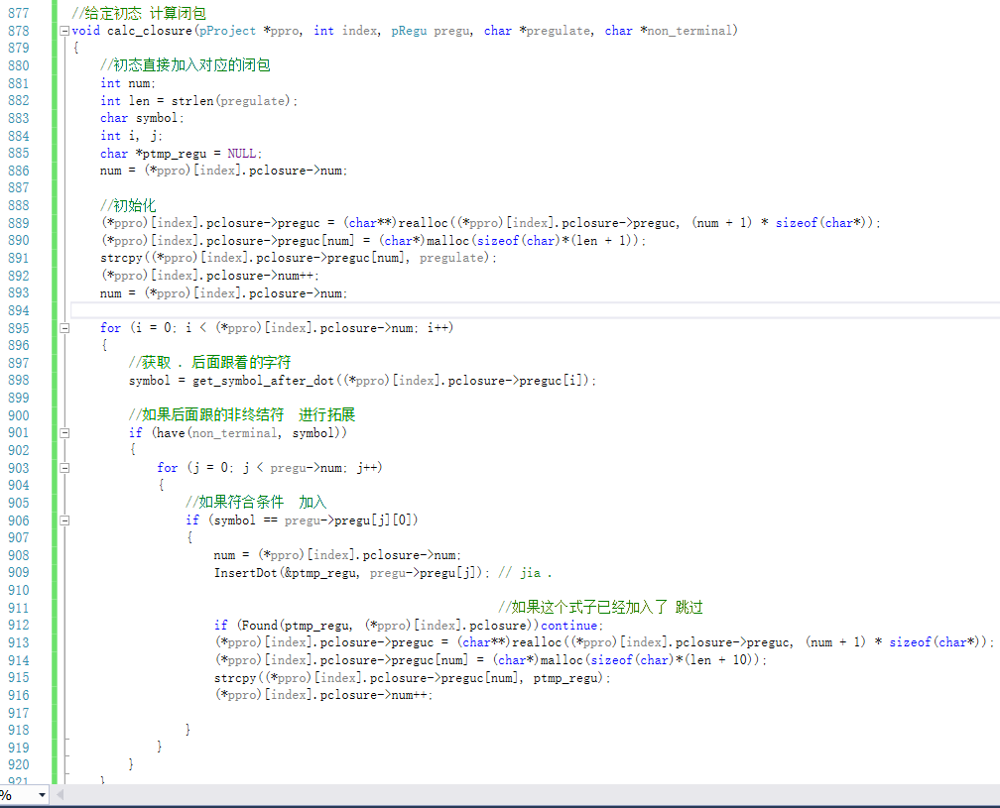 877 //给定初态 计算闭包
878 void calc_closure(pProject *ppro, int index, pRegu pregu, char *pregulate, char *non_terminal)
879 {
880 //初态直接加入对应的闭包
881 int num;
882 int len = strlen(pregulate);
883 char symbol;
884 int i, j;
885 char *ptmp_regu = NULL;
886 num = (*ppro)[index].pclosure->num;
887
888 //初始化
889 (*ppro)[index].pclosure->preguc = (char**)realloc((*ppro)[index].pclosure->preguc, (num + 1) * sizeof(char*));
890 (*ppro)[index].pclosure->preguc[num] = (char*)malloc(sizeof(char)*(len + 1));
891 strcpy((*ppro)[index].pclosure->preguc[num], pregulate);
892 (*ppro)[index].pclosure->num++;
893 num = (*ppro)[index].pclosure->num;
894
895 for (i = 0; i < (*ppro)[index].pclosure->num; i++)
896 {
897 //获取 . 后面跟着的字符
898 symbol = get_symbol_after_dot((*ppro)[index].pclosure->preguc[i]);
899
900 //如果后面跟的非终结符 进行拓展
901 if (have(non_terminal, symbol))
902 {
903 for (j = 0; j < pregu->num; j++)
904 {
905 //如果符合条件 加入
906 if (symbol == pregu->pregu[j][0])
907 {
908 num = (*ppro)[index].pclosure->num;
909 InsertDot(&ptmp_regu, pregu->pregu[j]); // jia .
910
911 //如果这个式子已经加入了 跳过
912 if (Found(ptmp_regu, (*ppro)[index].pclosure))continue;
913 (*ppro)[index].pclosure->preguc = (char**)realloc((*ppro)[index].pclosure->preguc, (num + 1) * sizeof(char*));
914 (*ppro)[index].pclosure->preguc[num] = (char*)malloc(sizeof(char)*(len + 10));
915 strcpy((*ppro)[index].pclosure->preguc[num], ptmp_regu);
916 (*ppro)[index].pclosure->num++;
917
918 }
919 }
920 }
921 }
%